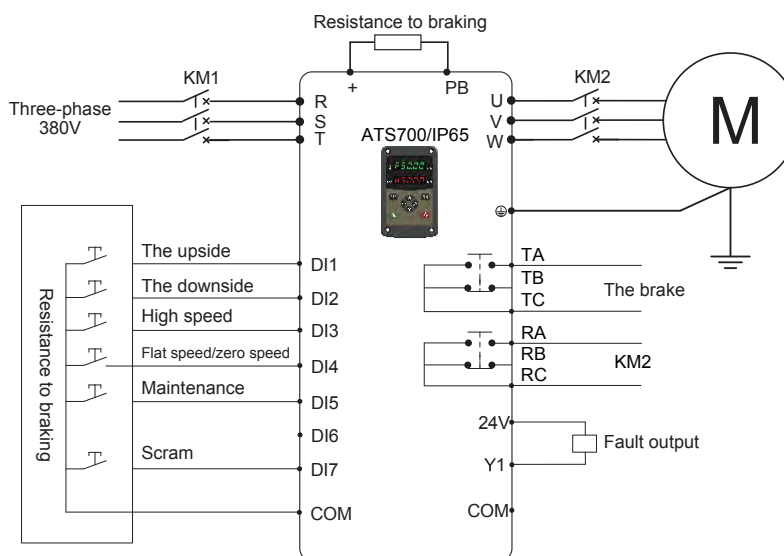 Resistance to braking
+
PB
KM1
KM2
Three-phase
380V
R
S
T
U
V
W
M
ATS700/IP65
F50.00
The upside
DI1
The downside
DI2
High speed
DI3
Flat speed/zero speed
DI4
Maintenance
DI5
DI6
Scram
DI7
COM
Resistance to braking
TA
TB
TC
The brake
RA
RB
RC
KM2
24V
Y1
Fault output
COM